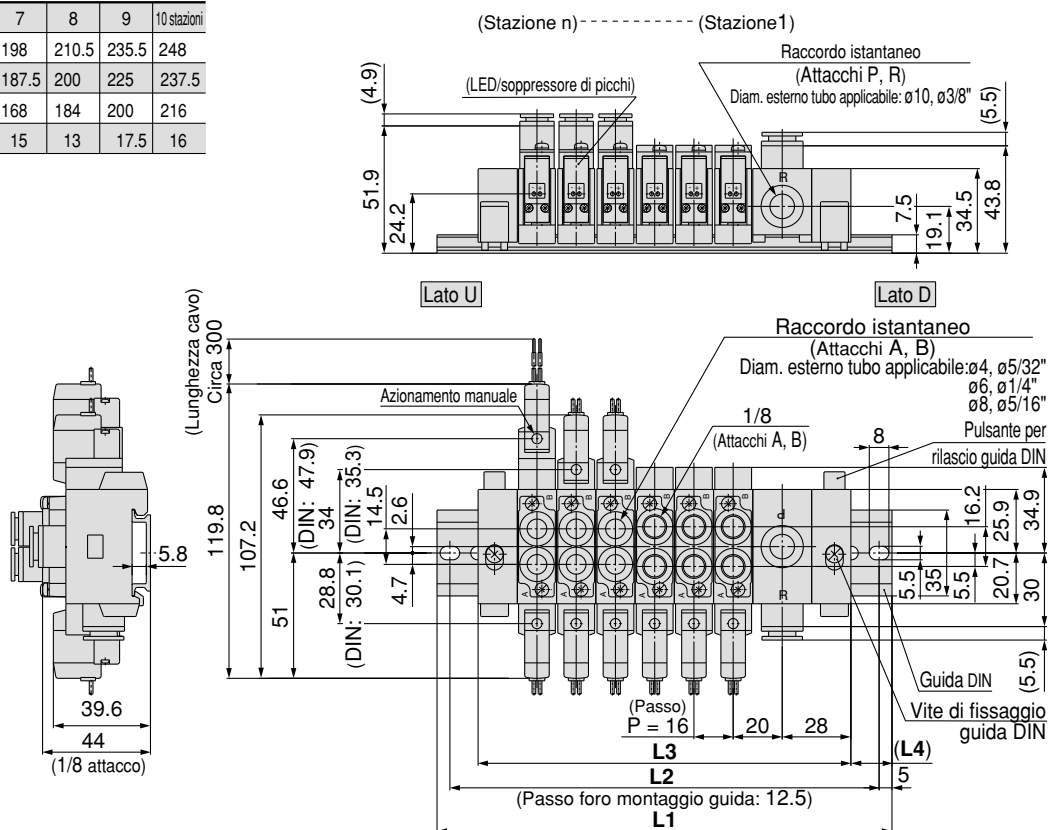 7 8 9 10 stazioni
198 210.5 235.5 248
187.5 200 225 237.5
168 184 200 216
15 13 17.5 16
(Stazione n) (Stazione1)
Raccordo istantaneo
(Attacchi P, R)
Diam. esterno tubo applicabile: ø10, ø3/8"
(LED/soppressore di picchi)
(4.9)
51.9
24.2
(5.5)
7.5
19.1
34.5
43.8
R
Lato U
Lato D
(Lunghezza cavo)
Circa 300
Raccordo istantaneo
(Attacchi A, B)
Diam. esterno tubo applicabile:ø4, ø5/32"
ø6, ø1/4"
ø8, ø5/16"
Azionamento manuale
1/8
(Attacchi A, B)
Pulsante per
rilascio guida DIN
8
119.8
107.2
46.6
(DIN: 47.9)
34
(DIN: 35.3)
14.5
2.6
51
28.8
(DIN: 30.1)
4.7
B B B B B B
A A A A A A
P
R
16.2
25.9
34.9
5.5
35
5.5
20.7
30
(5.5)
5.8
39.6
44
(1/8 attacco)
Guida DIN
Vite di fissaggio
guida DIN
(Passo)
P = 16
20
28
L3
(L4)
L2
5
(Passo foro montaggio guida: 12.5)
L1